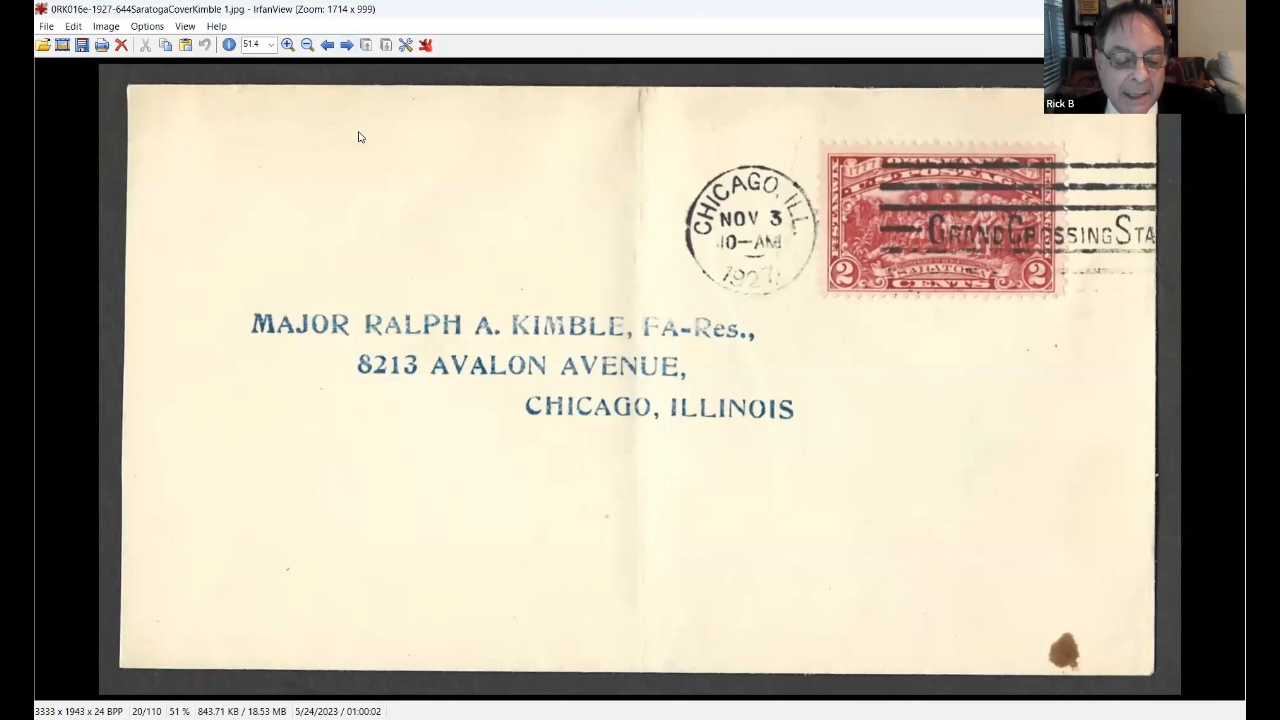 0RK016e-1927-644SaratogaCoverKimble 1.jpg - IrfanView (Zoom: 1714 x 999)
File Edit Image Options View Help
51.4
Rick B
CHICAGO, ILL.
NOV 3
10-AM
1927
1777
U.S. POSTAGE
GRAND CROSSING STA
SARATOGA
2 CENTS 2
MAJOR RALPH A. KIMBLE, FA-Res.,
8213 AVALON AVENUE,
CHICAGO, ILLINOIS
3333 x 1943 x 24 BPP 20/110 51 % 843.71 KB / 18.53 MB 5/24/2023 / 01:00:02